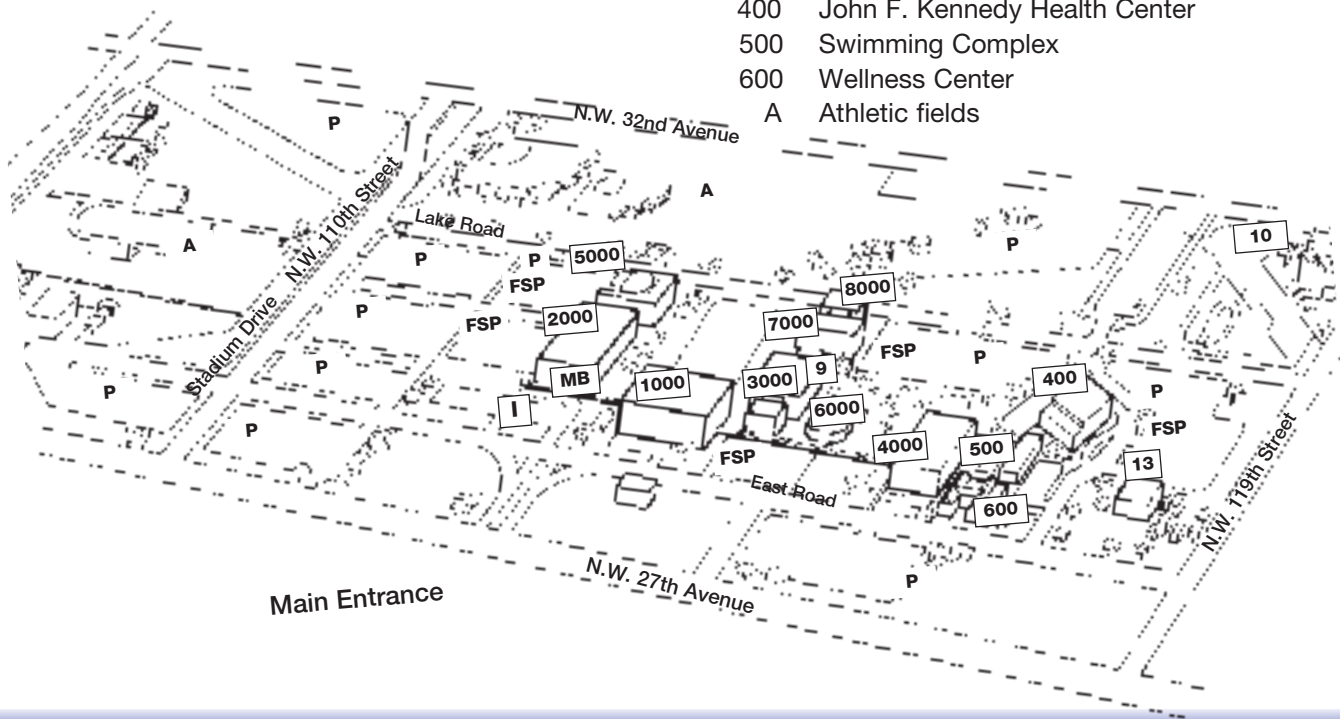 400 John F. Kennedy Health Center
500 Swimming Complex
600 Wellness Center
A Athletic fields
N.W. 32nd Avenue
P
N.W. 110th Street
A
Lake Road
A
P
10
P
P
5000
FSP
8000
P
FSP
2000
7000
Stadium Drive
P
FSP
P
9
P
MB
1000
3000
400
P
I
6000
P
FSP
4000
500
FSP
13
East Road
600
N.W. 119th Street
N.W. 27th Avenue
P
Main Entrance